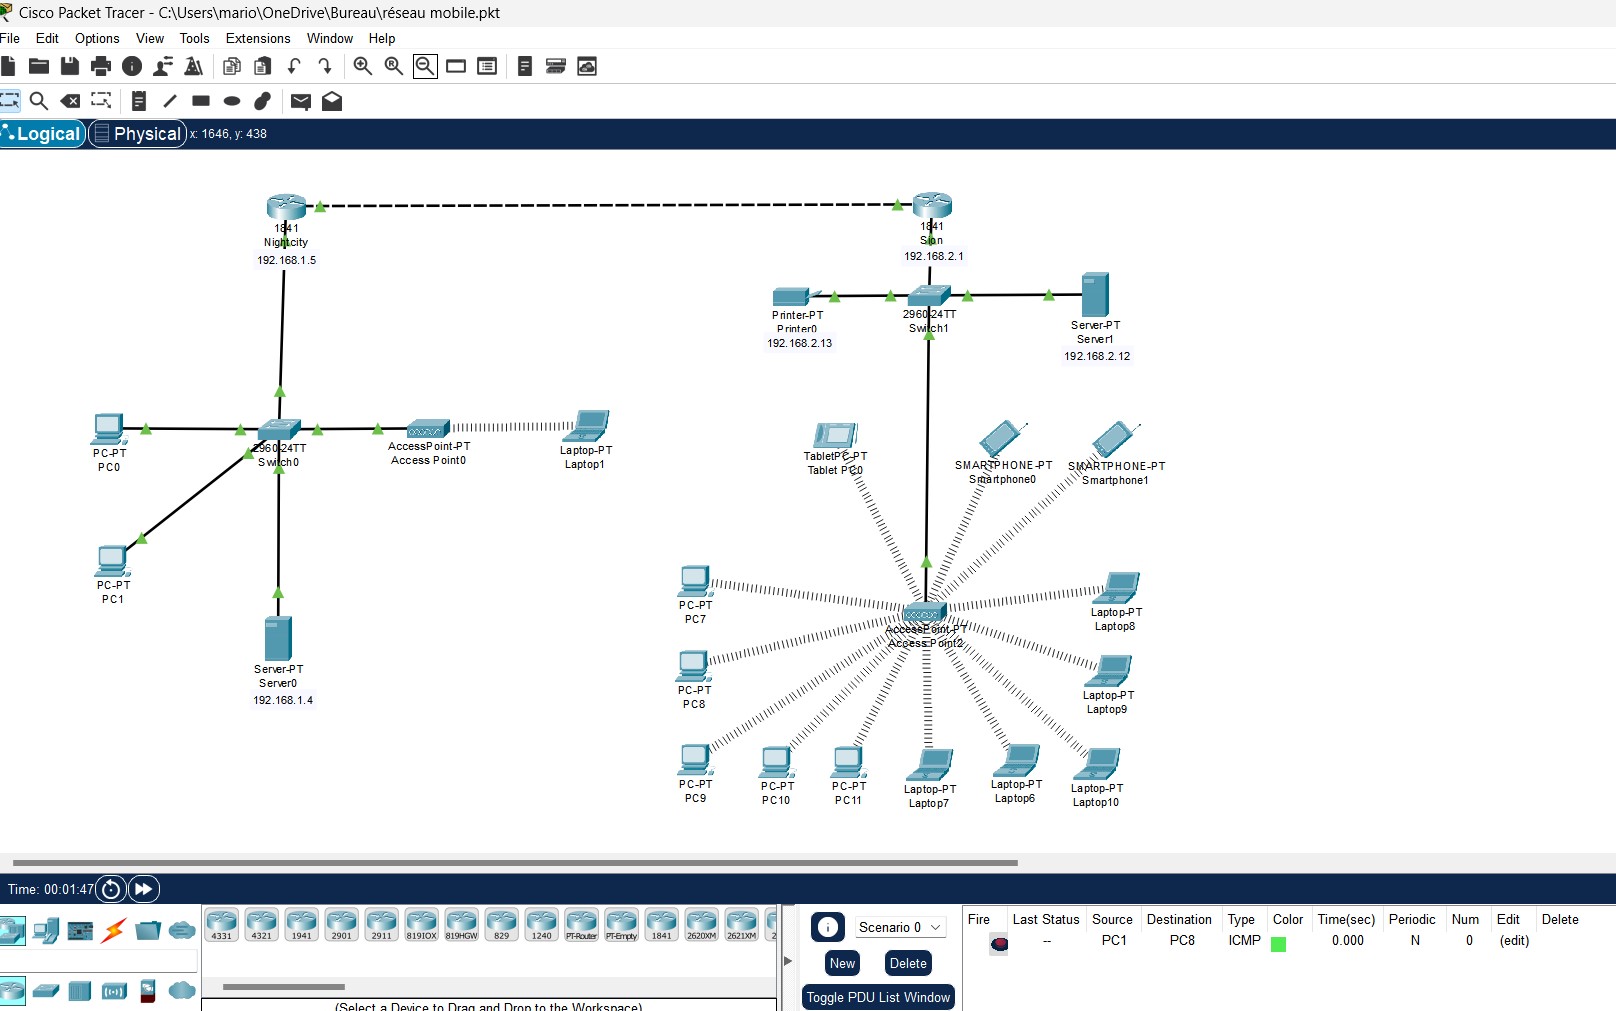 Cisco Packet Tracer - C:\Users\mario\OneDrive\Bureau\réseau mobile.pkt
File Edit Options View Tools Extensions Window Help
Logical Physical x: 1646, y: 438
1841
Nightcity
192.168.1.5
1841
Sion
192.168.2.1
Printer-PT
Printer0
192.168.2.13
2960-24TT
Switch1
Server-PT
Server1
192.168.2.12
PC-PT
PC0
2960-24TT
Switch0
AccessPoint-PT
Access Point0
Laptop-PT
Laptop1
TabletPC-PT
Tablet PC0
SMARTPHONE-PT
Smartphone0
SMARTPHONE-PT
Smartphone1
PC-PT
PC1
PC-PT
PC7
AccessPoint-PT
Access Point2
Laptop-PT
Laptop8
Server-PT
Server0
192.168.1.4
PC-PT
PC8
Laptop-PT
Laptop9
PC-PT
PC9
PC-PT
PC10
PC-PT
PC11
Laptop-PT
Laptop7
Laptop-PT
Laptop6
Laptop-PT
Laptop10
Time: 00:01:47
4331 4321 1941 2901 2911 819IOX 819HGW 829 1240 PT-Router PT-Empty 1841 2620XM 2621XM 2
(Select a Device to Drag and Drop to the Workspace)
Scenario 0
New Delete
Toggle PDU List Window
Fire Last Status Source Destination Type Color Time(sec) Periodic Num Edit Delete
-- PC1 PC8 ICMP 0.000 N 0 (edit)